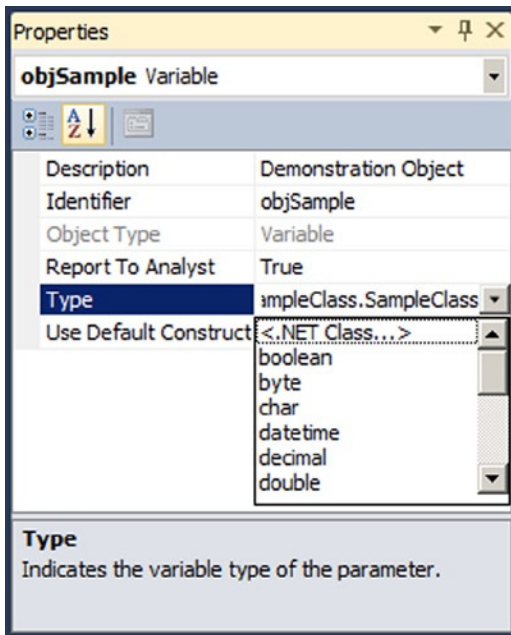 Properties
objSample Variable
A
Z
Description Demonstration Object
Identifier objSample
Object Type Variable
Report To Analyst True
Type ampleClass.SampleClass
Use Default Construct <.NET Class...>
boolean
byte
char
datetime
decimal
double
Type
Indicates the variable type of the parameter.